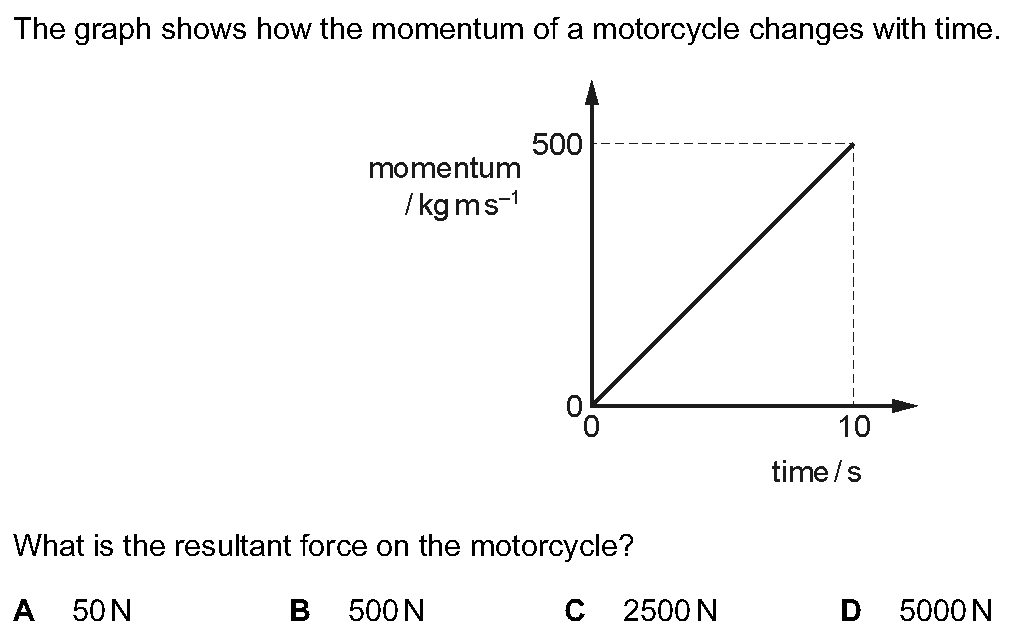 The graph shows how the momentum of a motorcycle changes with time.
500
momentum
/ kg m s⁻¹
0
0
10
time / s
What is the resultant force on the motorcycle?
A 50 N B 500 N C 2500 N D 5000 N